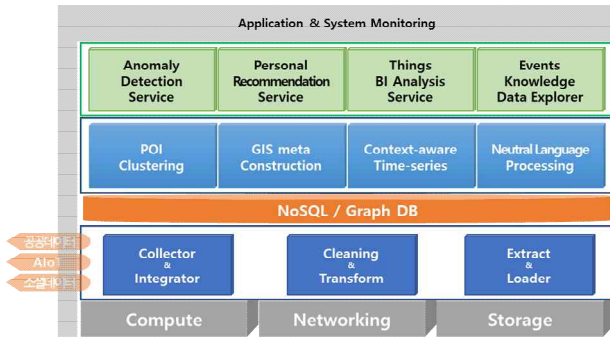 Application & System Monitoring
Anomaly
Detection
Service
Personal
Recommendation
Service
Things
BI Analysis
Service
Events
Knowledge
Data Explorer
POI
Clustering
GIS meta
Construction
Context-aware
Time-series
Neutral Language
Processing
NoSQL / Graph DB
공공데이터
AIoT
소셜데이터
Collector
&
Integrator
Cleaning
&
Transform
Extract
&
Loader
Compute
Networking
Storage